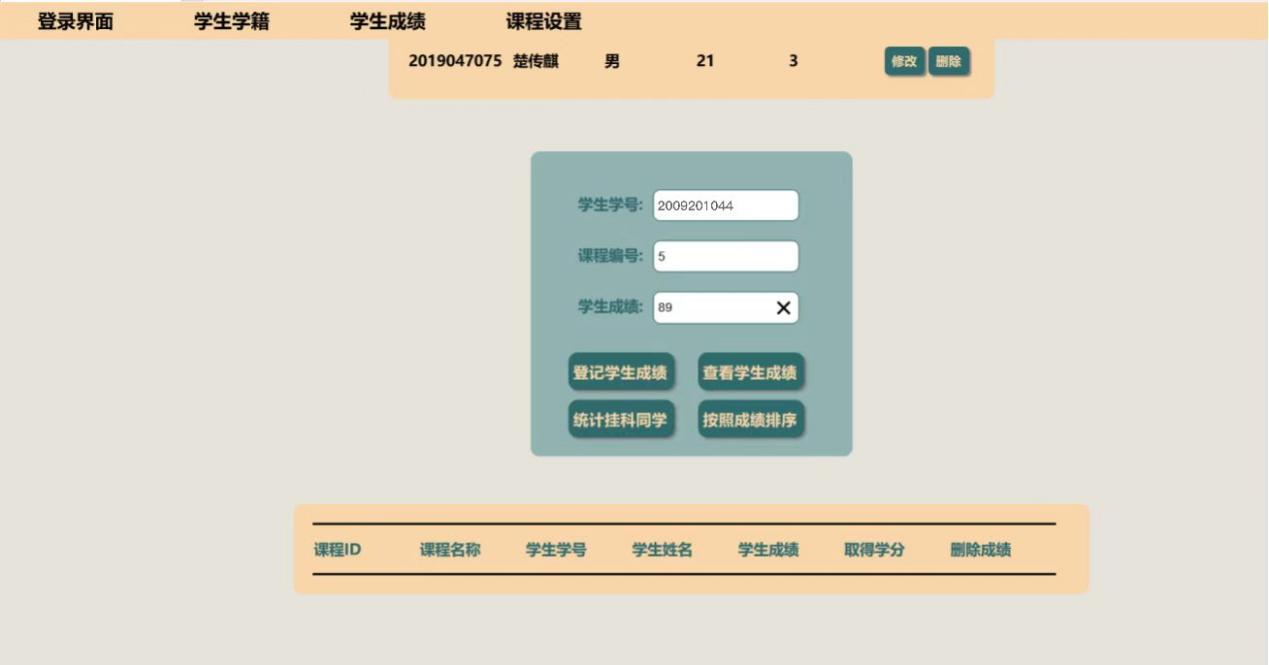 登录界面 学生学籍 学生成绩 课程设置
2019047075 楚传麒 男 21 3 修改 删除
学生学号: 2009201044
课程编号: 5
学生成绩: 89
登记学生成绩 查看学生成绩
统计挂科同学 按照成绩排序
课程ID 课程名称 学生学号 学生姓名 学生成绩 取得学分 删除成绩